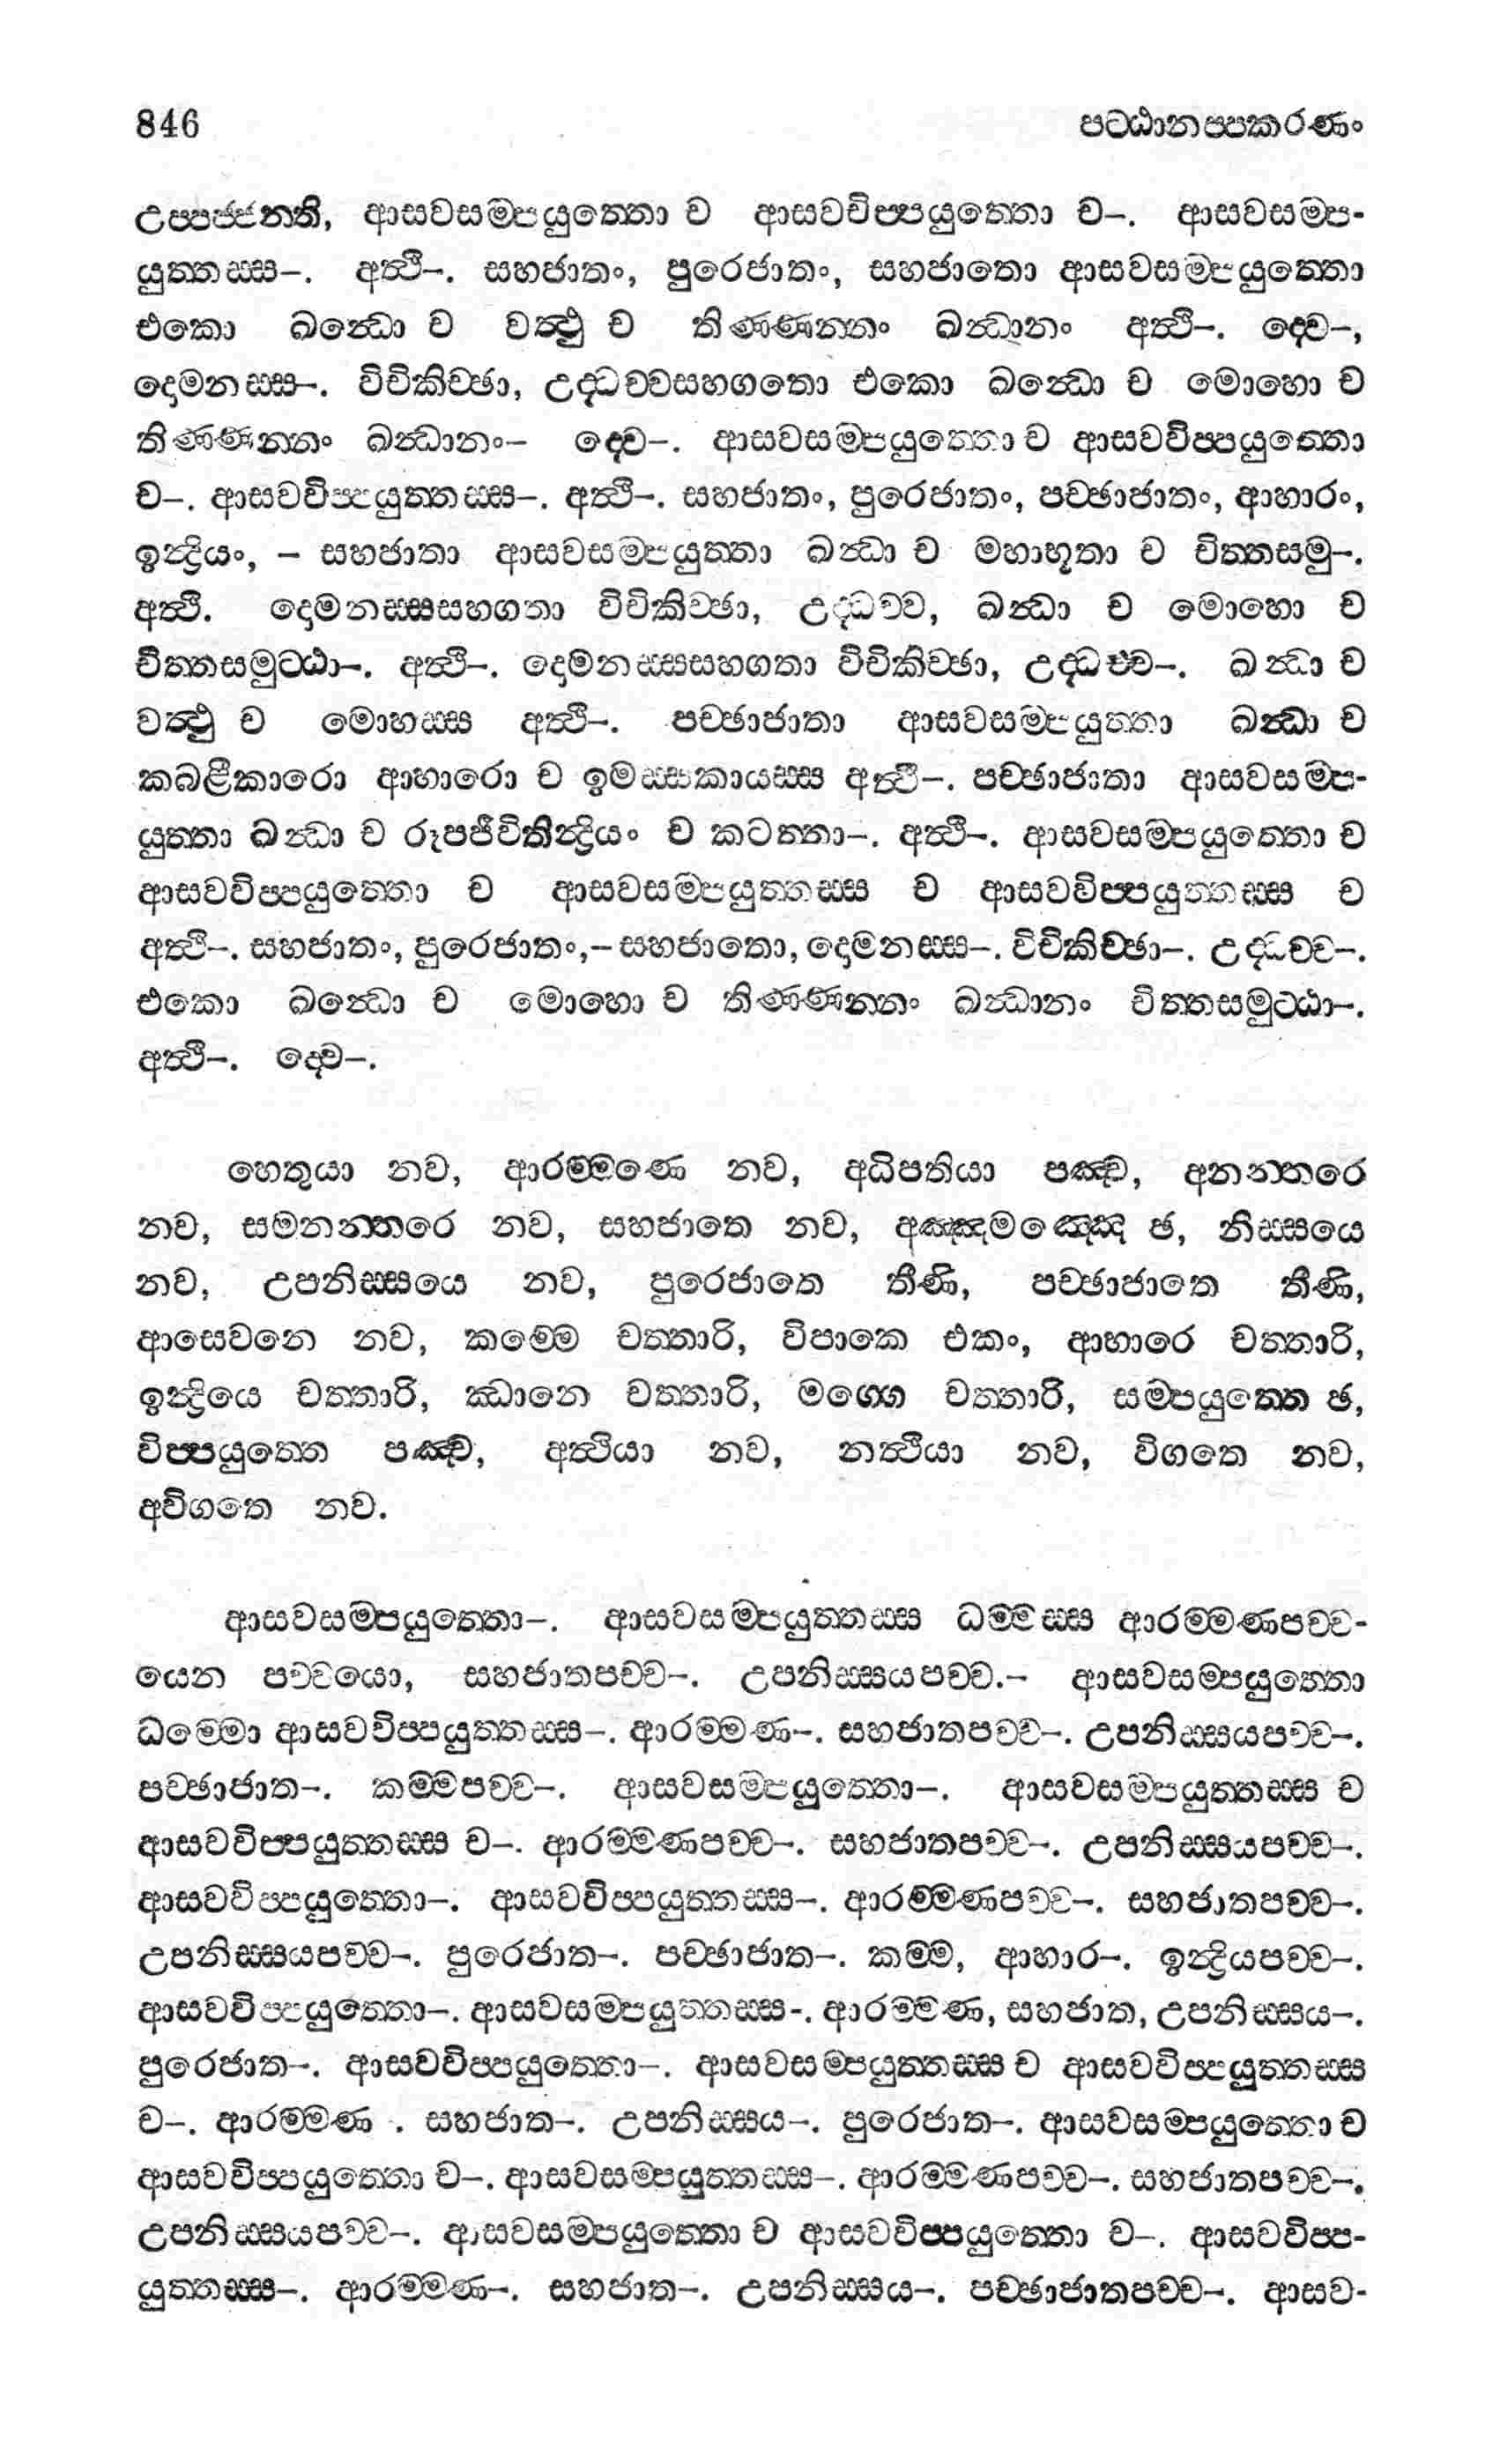 846 පට්ඨානප්පකරණං
උප්පජ්ජන්ති, ආසවසම්පයුත්තො ච ආසවවිප්පයුත්තො ච–. ආසවසම්ප-
යුත්තස්ස–. අත්ථි–. සහජාතං, පුරෙජාතං, සහජාතො ආසවසම්පයුත්තො
එකො ඛන්ධො ච වත්ථු ච තිණ්ණන්නං ඛන්ධානං අත්ථි–. ද්වෙ–,
දොමනස්ස–. විචිකිච්ඡා, උද්ධච්චසහගතො එකො ඛන්ධො ච මොහො ච
තිණ්ණන්නං ඛන්ධානං– ද්වෙ–. ආසවසම්පයුත්තො ච ආසවවිප්පයුත්තො
ච–. ආසවවිප්පයුත්තස්ස–. අත්ථි–. සහජාතං, පුරෙජාතං, පච්ඡාජාතං, ආහාරං,
ඉන්ද්‍රියං, – සහජාතා ආසවසම්පයුත්තා ඛන්ධා ච මහාභූතා ච චිත්තසමු–.
අත්ථි. දොමනස්සසහගතා විචිකිච්ඡා, උද්ධච්ච, ඛන්ධා ච මොහො ච
චිත්තසමුට්ඨා–. අත්ථි–. දොමනස්සසහගතා විචිකිච්ඡා, උද්ධච්ච–. ඛන්ධා ච
වත්ථු ච මොහස්ස අත්ථි–. පච්ඡාජාතා ආසවසම්පයුත්තා ඛන්ධා ච
කබළීකාරො ආහාරො ච ඉමස්සකායස්ස අත්ථි–. පච්ඡාජාතා ආසවසම්ප-
යුත්තා ඛන්ධා ච රූපජීවිතින්ද්‍රියං ච කටත්තා–. අත්ථි–. ආසවසම්පයුත්තො ච
ආසවවිප්පයුත්තො ච ආසවසම්පයුත්තස්ස ච ආසවවිප්පයුත්තස්ස ච
අත්ථි–. සහජාතං, පුරෙජාතං,– සහජාතො, දොමනස්ස–. විචිකිච්ඡා–. උද්ධච්ච–.
එකො ඛන්ධො ච මොහො ච තිණ්ණන්නං ඛන්ධානං චිත්තසමුට්ඨා–.
අත්ථි–. ද්වෙ–.
හෙතුයා නව, ආරම්මණෙ නව, අධිපතියා පඤ්ච, අනන්තරෙ
නව, සමනන්තරෙ නව, සහජාතෙ නව, අඤ්ඤමඤ්ඤෙ ඡ, නිස්සයෙ
නව, උපනිස්සයෙ නව, පුරෙජාතෙ තීණි, පච්ඡාජාතෙ තීණි,
ආසෙවනෙ නව, කම්මෙ චත්තාරි, විපාකෙ එකං, ආහාරෙ චත්තාරි,
ඉන්ද්‍රියෙ චත්තාරි, ඣානෙ චත්තාරි, මග්ගෙ චත්තාරි, සම්පයුත්තෙ ඡ,
විප්පයුත්තෙ පඤ්ච, අත්ථියා නව, නත්ථියා නව, විගතෙ නව,
අවිගතෙ නව.
ආසවසම්පයුත්තො–. ආසවසම්පයුත්තස්ස ධම්මස්ස ආරම්මණපච්ච-
යෙන පච්චයො, සහජාතපච්ච–. උපනිස්සයපච්ච.– ආසවසම්පයුත්තො
ධම්මො ආසවවිප්පයුත්තස්ස–. ආරම්මණ–. සහජාතපච්ච–. උපනිස්සයපච්ච–.
පච්ඡාජාත–. කම්මපච්ච–. ආසවසම්පයුත්තො–. ආසවසම්පයුත්තස්ස ච
ආසවවිප්පයුත්තස්ස ච–. ආරම්මණපච්ච–. සහජාතපච්ච–. උපනිස්සයපච්ච–.
ආසවවිප්පයුත්තො–. ආසවවිප්පයුත්තස්ස–. ආරම්මණපච්ච–. සහජාතපච්ච–.
උපනිස්සයපච්ච–. පුරෙජාත–. පච්ඡාජාත–. කම්ම, ආහාර–. ඉන්ද්‍රියපච්ච–.
ආසවවිප්පයුත්තො–. ආසවසම්පයුත්තස්ස-. ආරම්මණ, සහජාත, උපනිස්සය–.
පුරෙජාත–. ආසවවිප්පයුත්තො–. ආසවසම්පයුත්තස්ස ච ආසවවිප්පයුත්තස්ස
ච–. ආරම්මණ . සහජාත–. උපනිස්සය–. පුරෙජාත–. ආසවසම්පයුත්තො ච
ආසවවිප්පයුත්තො ච–. ආසවසම්පයුත්තස්ස–. ආරම්මණපච්ච–. සහජාතපච්ච–.
උපනිස්සයපච්ච–. ආසවසම්පයුත්තො ච ආසවවිප්පයුත්තො ච–. ආසවවිප්ප-
යුත්තස්ස–. ආරම්මණ–. සහජාත–. උපනිස්සය–. පච්ඡාජාතපච්ච–. ආසව-